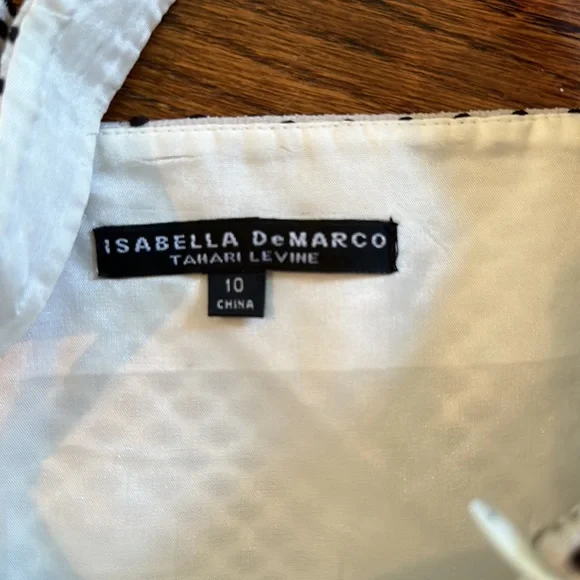 ISABELLA DeMARCO
TAHARI LEVINE
10
CHINA